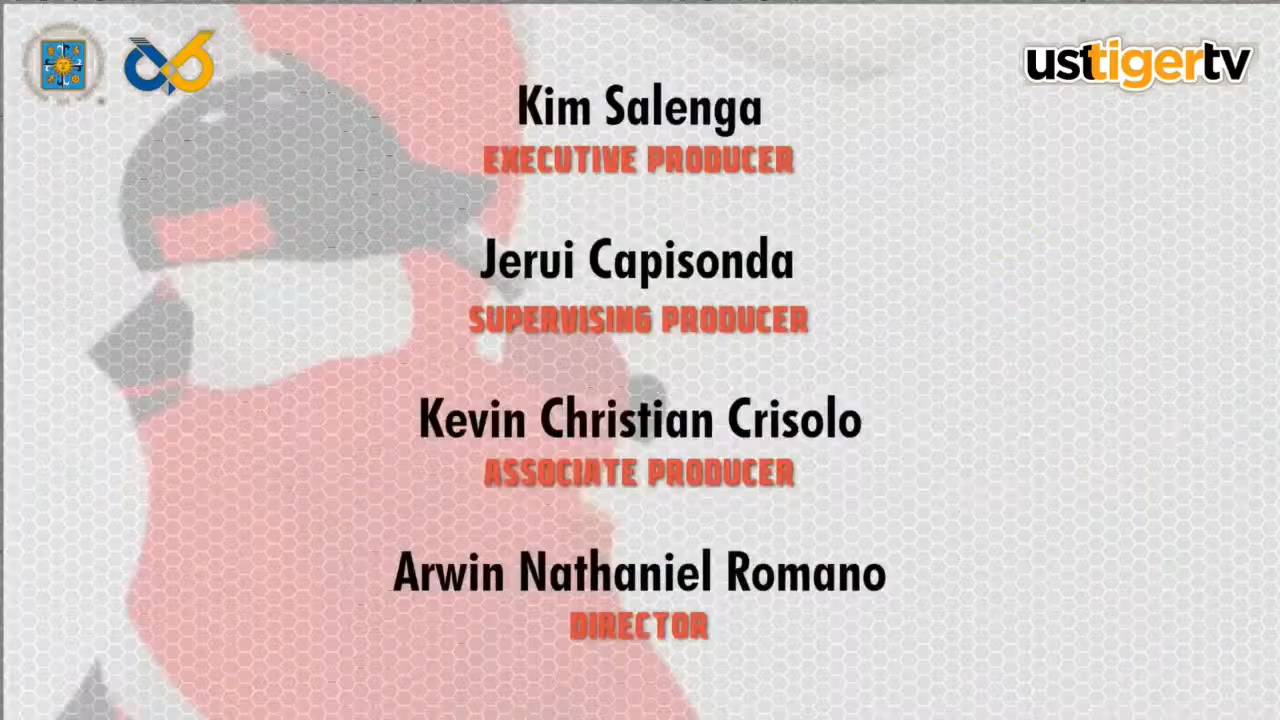 usttigertv
Kim Salenga
EXECUTIVE PRODUCER
Jerui Capisonda
SUPERVISING PRODUCER
Kevin Christian Crisolo
ASSOCIATE PRODUCER
Arwin Nathaniel Romano
DIRECTOR